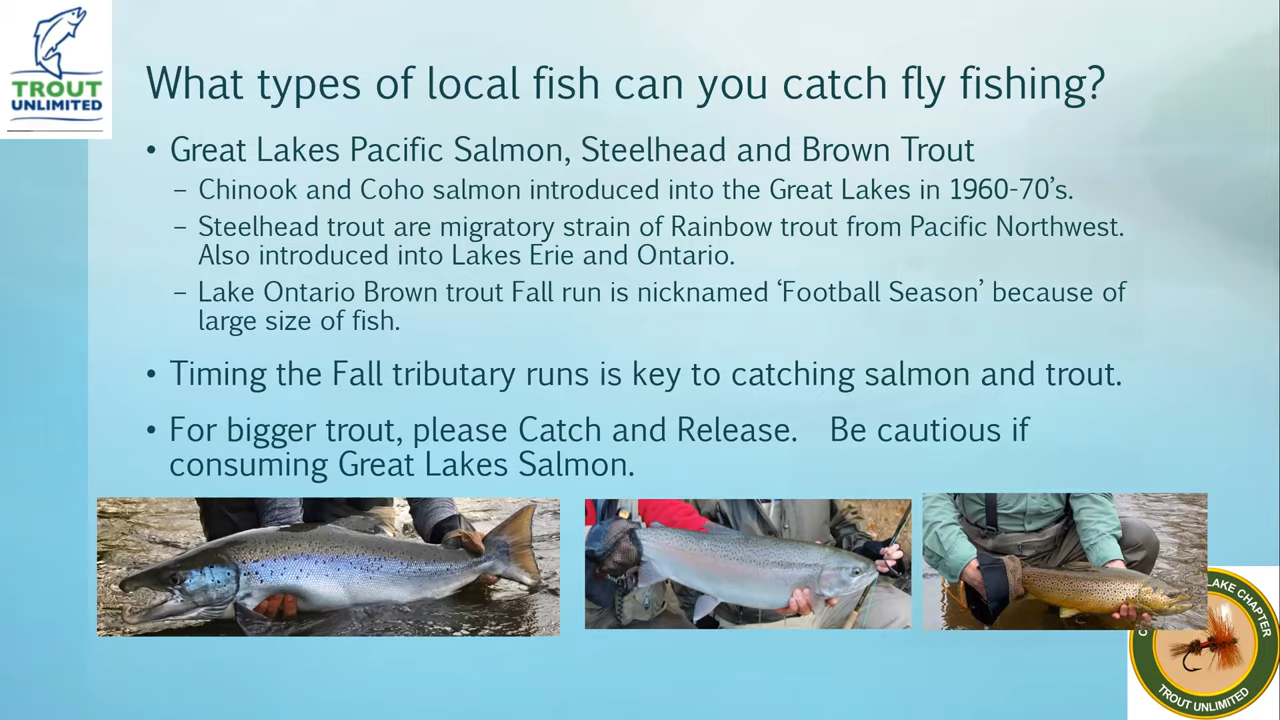 TROUT
UNLIMITED
What types of local fish can you catch fly fishing?
• Great Lakes Pacific Salmon, Steelhead and Brown Trout
– Chinook and Coho salmon introduced into the Great Lakes in 1960-70’s.
– Steelhead trout are migratory strain of Rainbow trout from Pacific Northwest.
Also introduced into Lakes Erie and Ontario.
– Lake Ontario Brown trout Fall run is nicknamed ‘Football Season’ because of
large size of fish.
• Timing the Fall tributary runs is key to catching salmon and trout.
• For bigger trout, please Catch and Release. Be cautious if
consuming Great Lakes Salmon.
LAKE CHAPTER
TROUT UNLIMITED